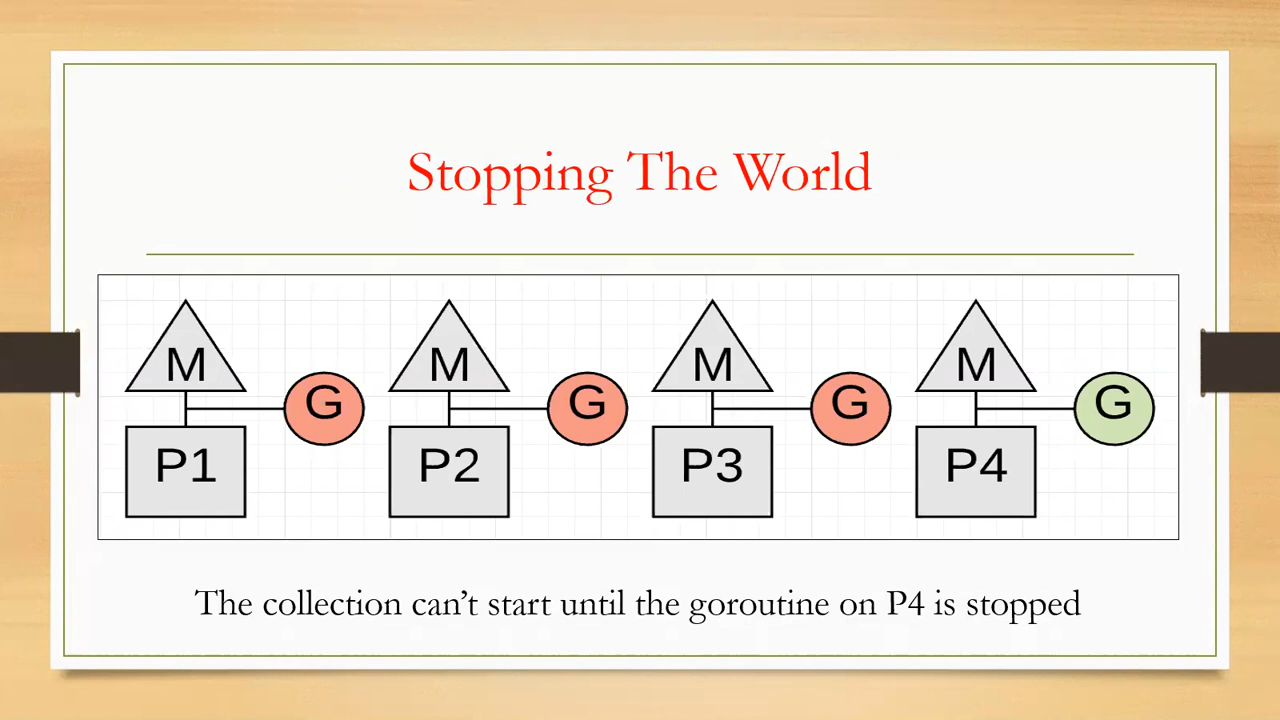 Stopping The World
M M M M
G G G G
P1 P2 P3 P4
The collection can't start until the goroutine on P4 is stopped